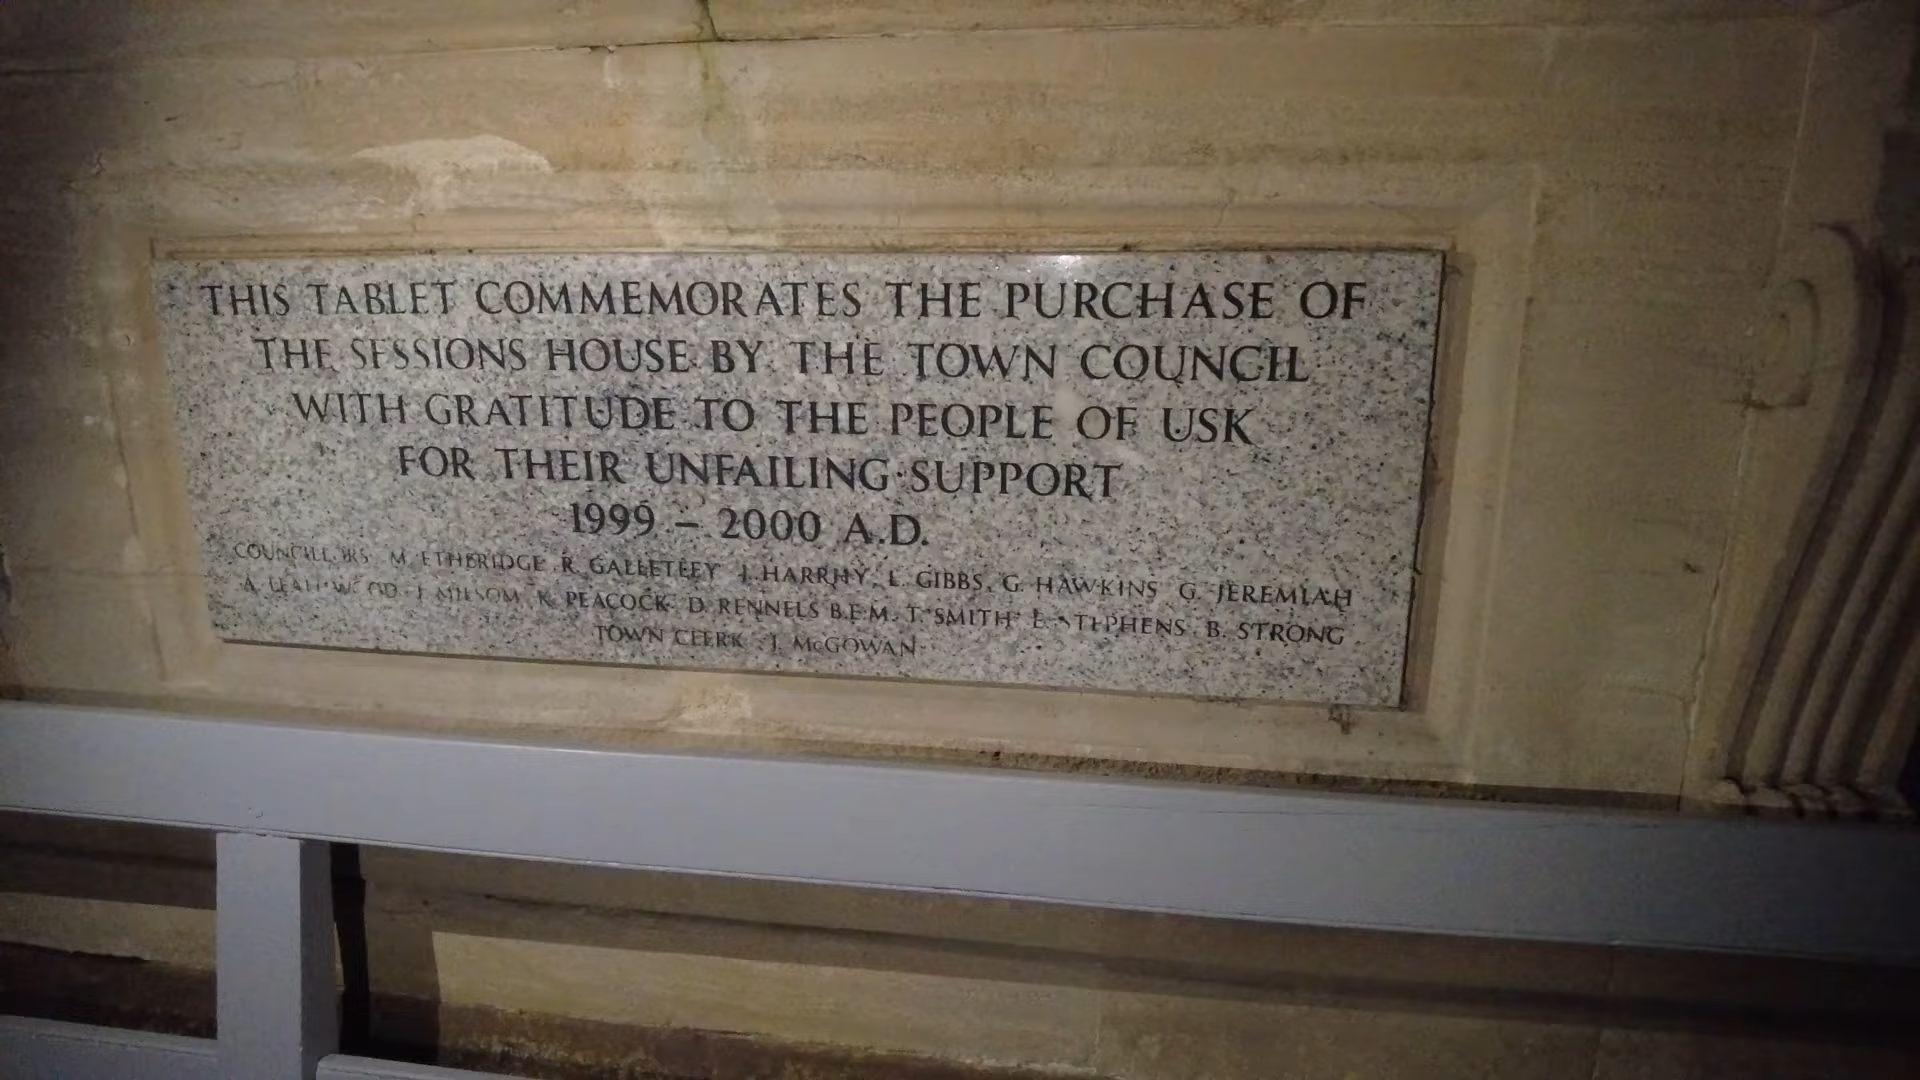 THIS TABLET COMMEMORATES THE PURCHASE OF
THE SESSIONS HOUSE BY THE TOWN COUNCIL
WITH GRATITUDE TO THE PEOPLE OF USK
FOR THEIR UNFAILING SUPPORT
1999 – 2000 A.D.
COUNCILLORS M. ETHERIDGE R. GALLETLEY J. HARRHY, L. GIBBS, G. HAWKINS G. JEREMIAH
A. J. MILSOM K. PEACOCK D. RENNELS B.E.M. T. SMITH E. STEPHENS B. STRONG
TOWN CLERK J. McGOWAN